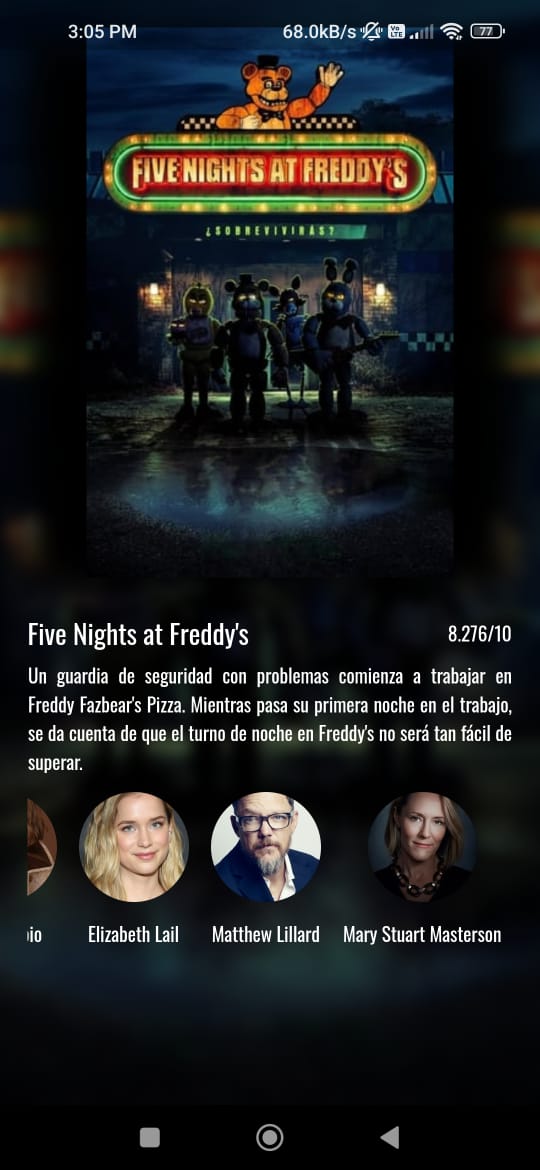 3:05 PM
68.0kB/s
Vo LTE
77
FIVE NIGHTS AT FREDDY'S
¿SOBREVIVIRÁS?
Five Nights at Freddy's
8.276/10
Un guardia de seguridad con problemas comienza a trabajar en
Freddy Fazbear's Pizza. Mientras pasa su primera noche en el trabajo,
se da cuenta de que el turno de noche en Freddy's no será tan fácil de
superar.
io
Elizabeth Lail
Matthew Lillard
Mary Stuart Masterson